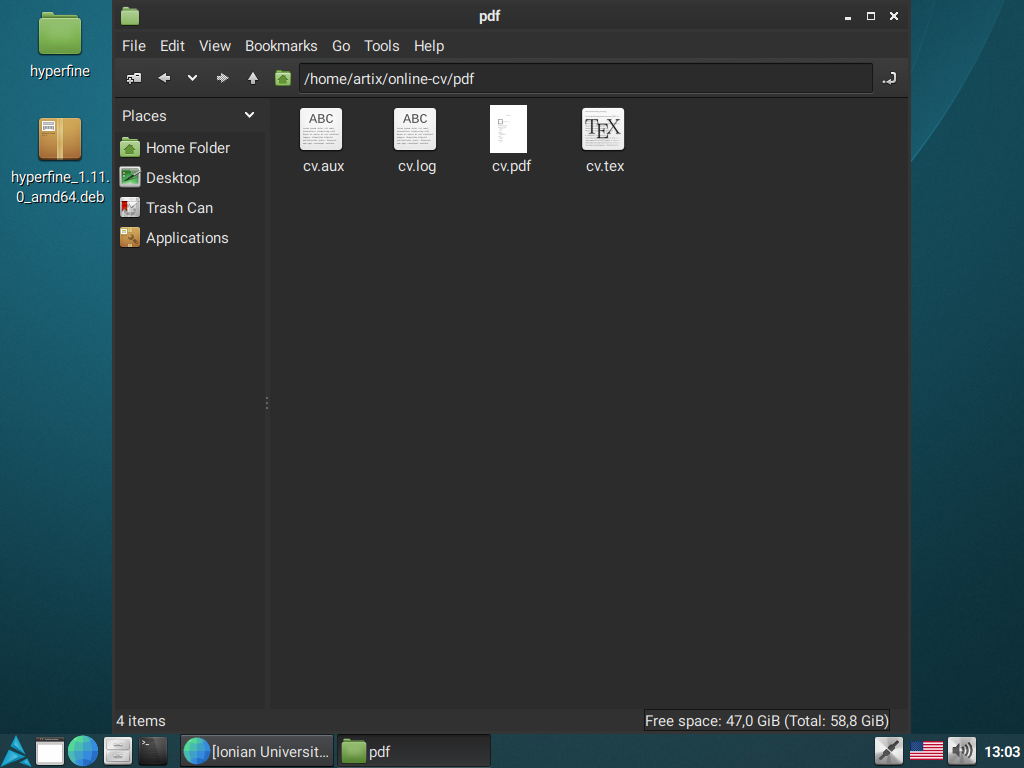 hyperfine
hyperfine_1.11.
0_amd64.deb
pdf
File Edit View Bookmarks Go Tools Help
/home/artix/online-cv/pdf
Places
Home Folder
Desktop
Trash Can
Applications
ABC
ABC
TEX
cv.aux
cv.log
cv.pdf
cv.tex
4 items
Free space: 47,0 GiB (Total: 58,8 GiB)
[Ionian Universit...
pdf
13:03